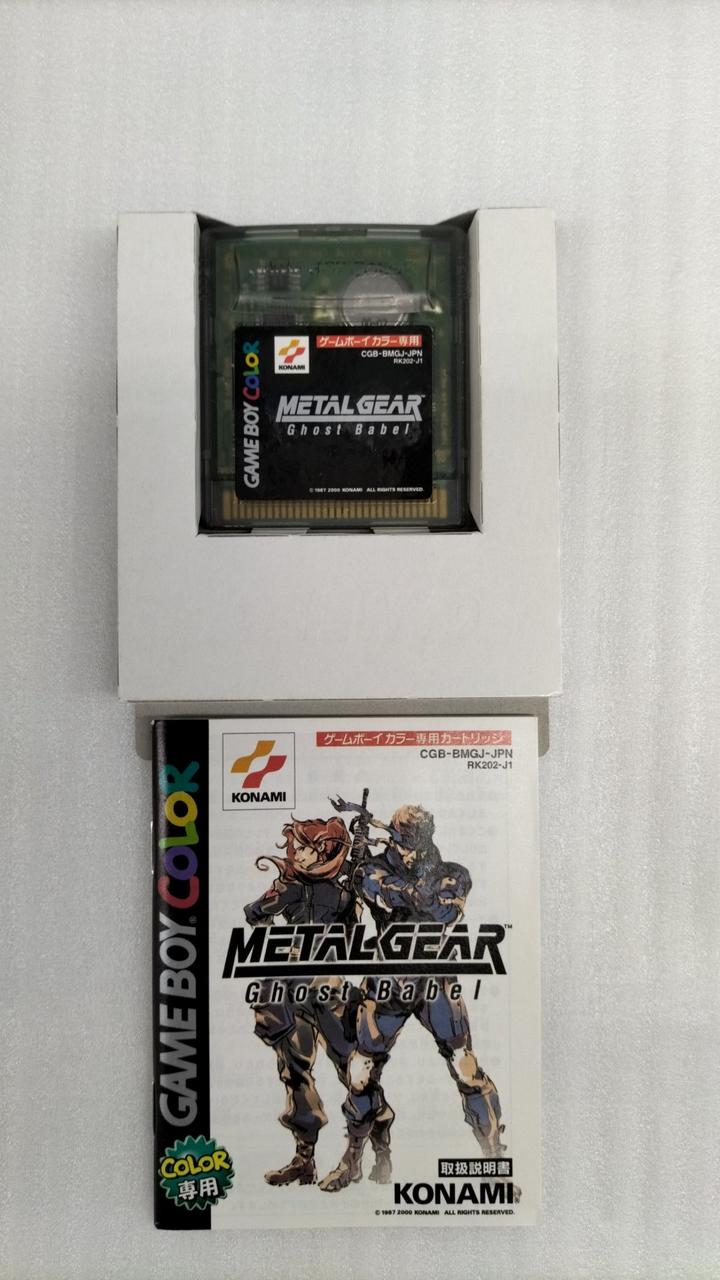 GAME BOY COLOR
KONAMI
ゲームボーイカラー専用
CGB-BMGJ-JPN
RK202-J1
METAL GEAR™
Ghost Babel
© 1987 2000 KONAMI ALL RIGHTS RESERVED.
GAME BOY® COLOR
KONAMI
ゲームボーイカラー専用カートリッジ
CGB-BMGJ-JPN
RK202-J1
METAL GEAR™
Ghost Babel
COLOR
専用
取扱説明書
KONAMI
© 1987 2000 KONAMI ALL RIGHTS RESERVED.